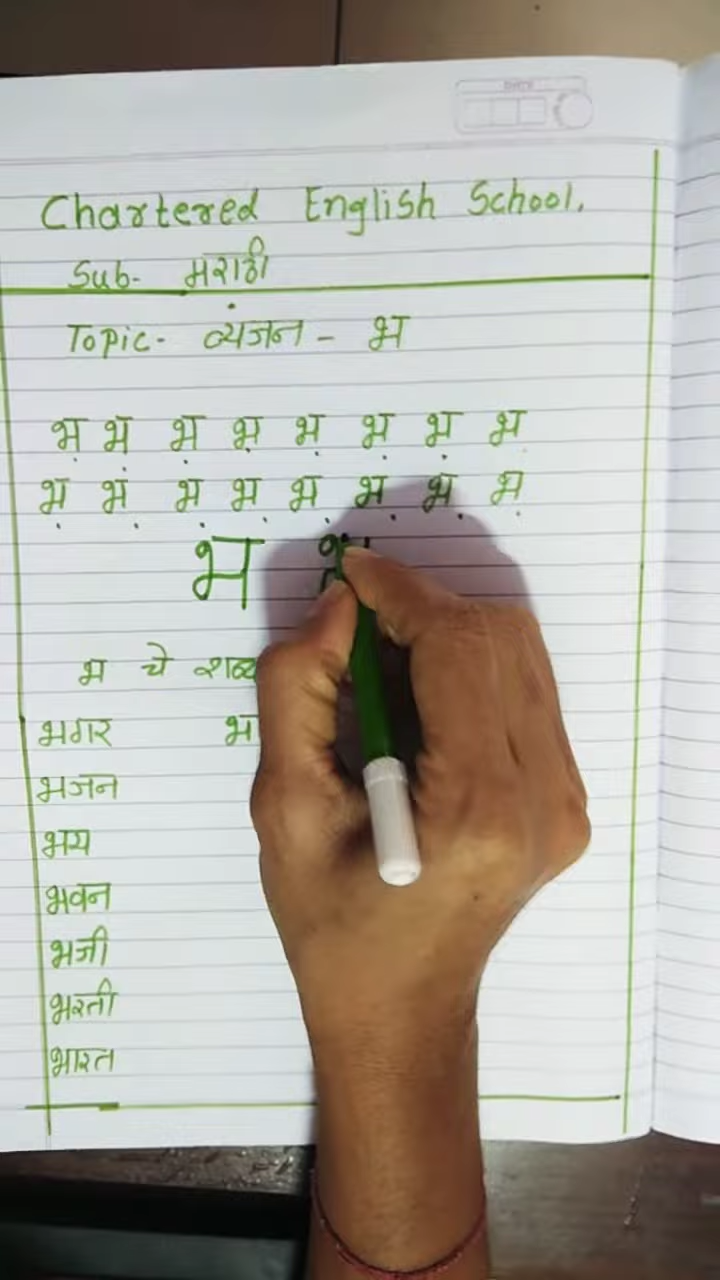 Chartered English School.
Sub- मराठी
Topic- व्यंजन - भ
भ भ भ भ भ भ भ भ
भ भ भ भ भ भ भ भ
भ
भ चे
भगर
भजन
भय
भवन
भजी
भरती
भारत